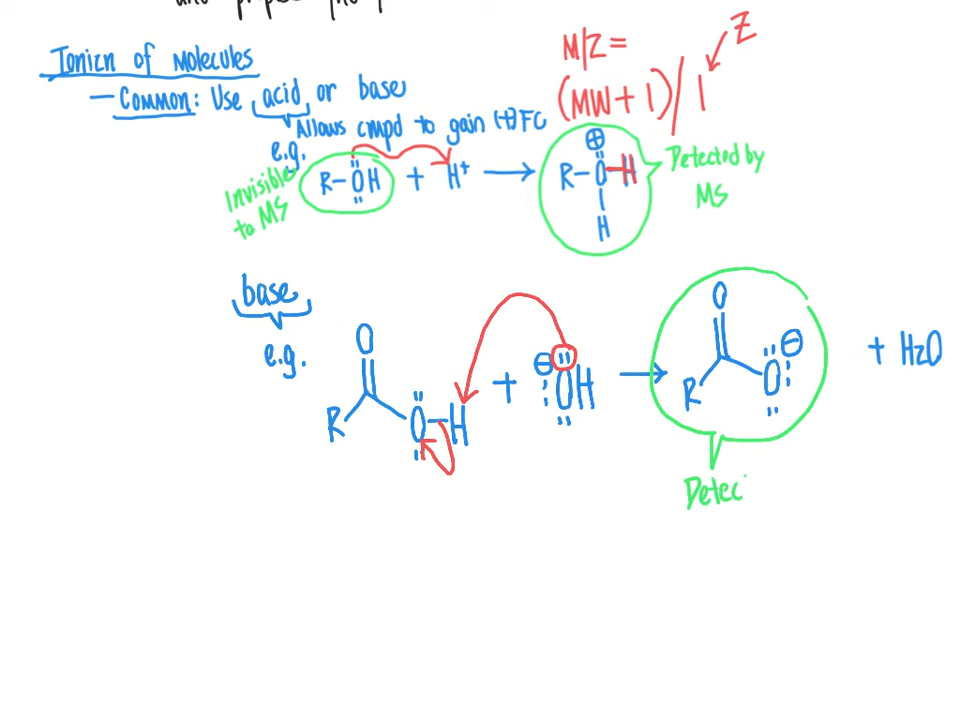 Ionizn of Molecules
— Common: Use acid or base
Allows cmpd to gain (+) FC
e.g.
Invisible
to MS
R-OH + H⁺ → R-O-H
⊕
H
Detected by
MS
M/Z =
(MW+1)/1
Z
base
e.g.
O
R O-H + ⊖ OH → O
R O ⊖ + H2O
Detec